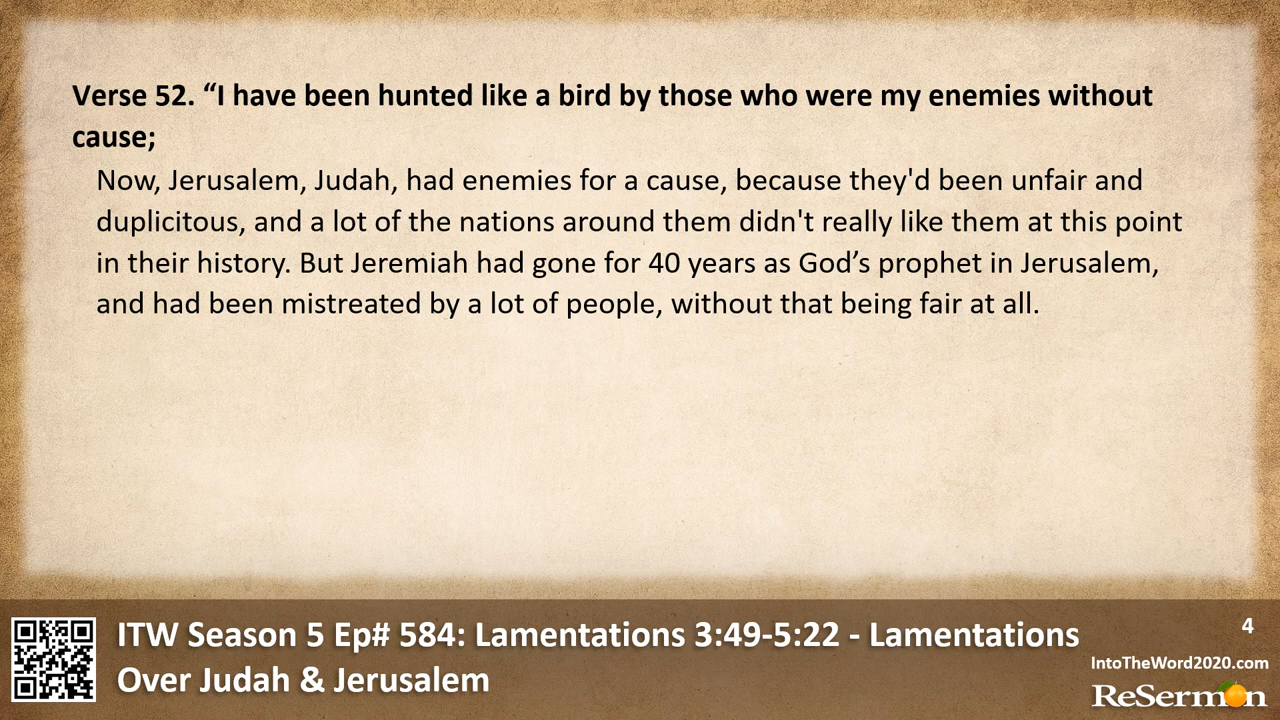 Verse 52. “I have been hunted like a bird by those who were my enemies without
cause;
Now, Jerusalem, Judah, had enemies for a cause, because they'd been unfair and
duplicitous, and a lot of the nations around them didn't really like them at this point
in their history. But Jeremiah had gone for 40 years as God’s prophet in Jerusalem,
and had been mistreated by a lot of people, without that being fair at all.
ITW Season 5 Ep# 584: Lamentations 3:49-5:22 - Lamentations
Over Judah & Jerusalem
4
IntoTheWord2020.com
ReSermon